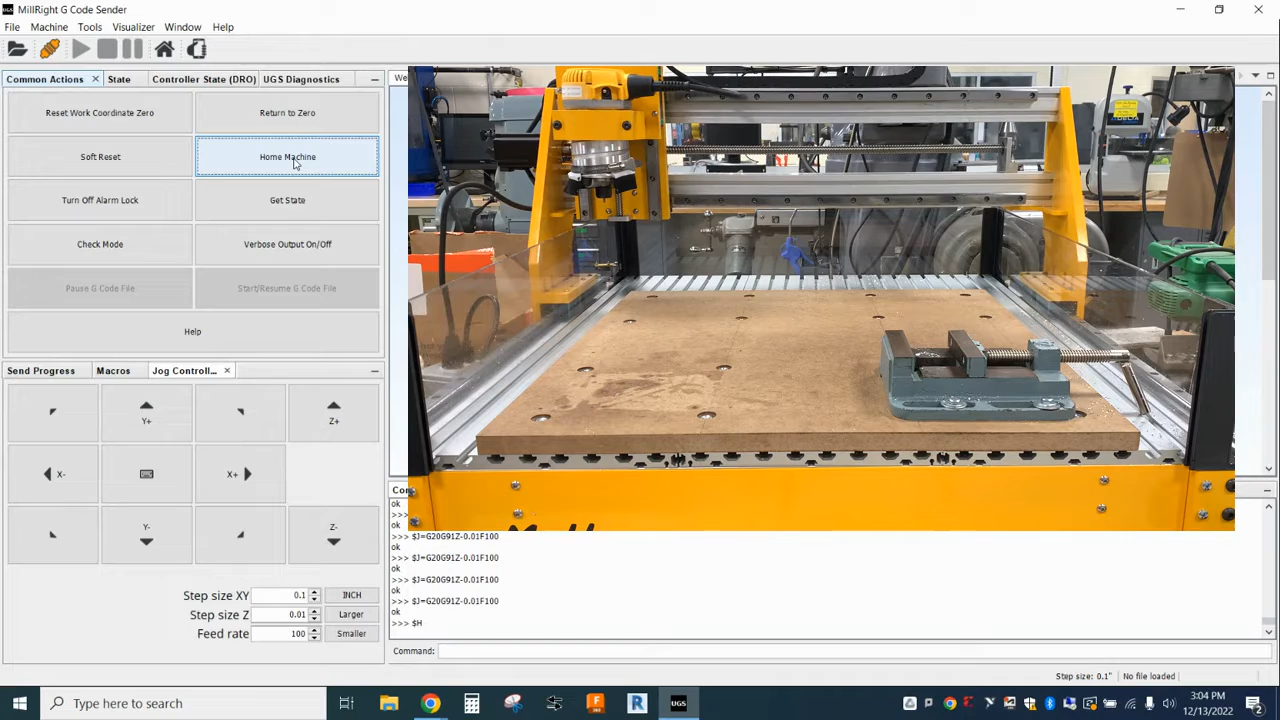 MillRight G Code Sender
File Machine Tools Visualizer Window Help
Common Actions State Controller State (DRO) UGS Diagnostics
Reset Work Coordinate Zero Return to Zero
Soft Reset Home Machine
Turn Off Alarm Lock Get State
Check Mode Verbose Output On/Off
Pause G Code File Start/Resume G Code File
Help
Send Progress Macros Jog Controll...
Y+ Z+
X- X+
Y- Z-
Step size XY 0.1 INCH
Step size Z 0.01 Larger
Feed rate 100 Smaller
We
Co
ok
>>>
ok
>>> $J=G20G91Z-0.01F100
ok
>>> $J=G20G91Z-0.01F100
ok
>>> $J=G20G91Z-0.01F100
ok
>>> $J=G20G91Z-0.01F100
ok
>>> $H
Command:
Step size: 0.1" No file loaded
Type here to search
UGS
3:04 PM
12/13/2022
2